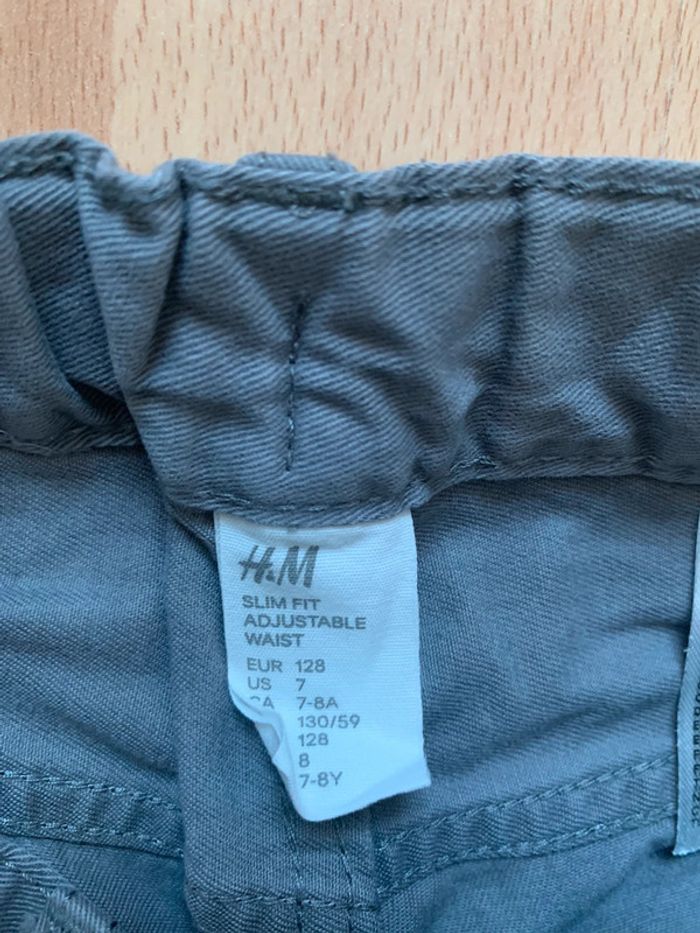 H&M
SLIM FIT
ADJUSTABLE
WAIST
EUR 128
US 7
CA 7-8A
130/59
128
8
7-8Y